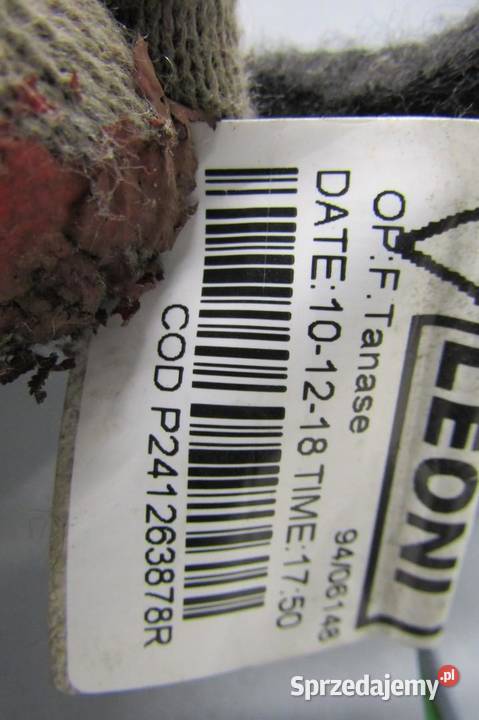 LEONI
OP:F.Tanase 94/06148
DATE:10-12-18 TIME:17:50
COD P241263878R
Sprzedajemy.pl